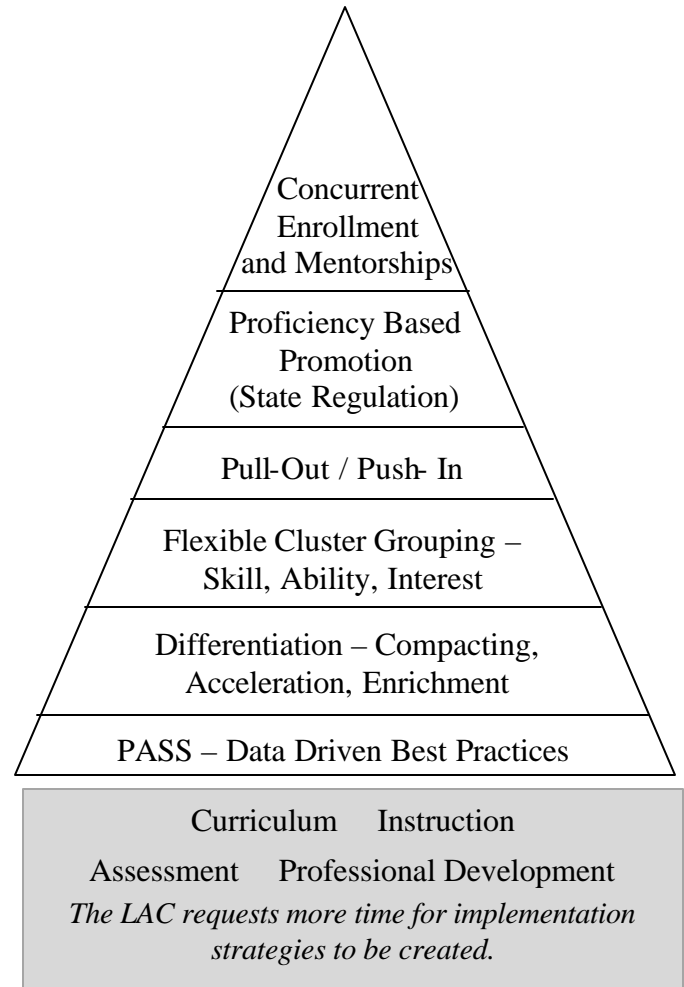 Concurrent
Enrollment
and Mentorships
Proficiency Based
Promotion
(State Regulation)
Pull-Out / Push- In
Flexible Cluster Grouping –
Skill, Ability, Interest
Differentiation – Compacting,
Acceleration, Enrichment
PASS – Data Driven Best Practices
Curriculum Instruction
Assessment Professional Development
The LAC requests more time for implementation
strategies to be created.